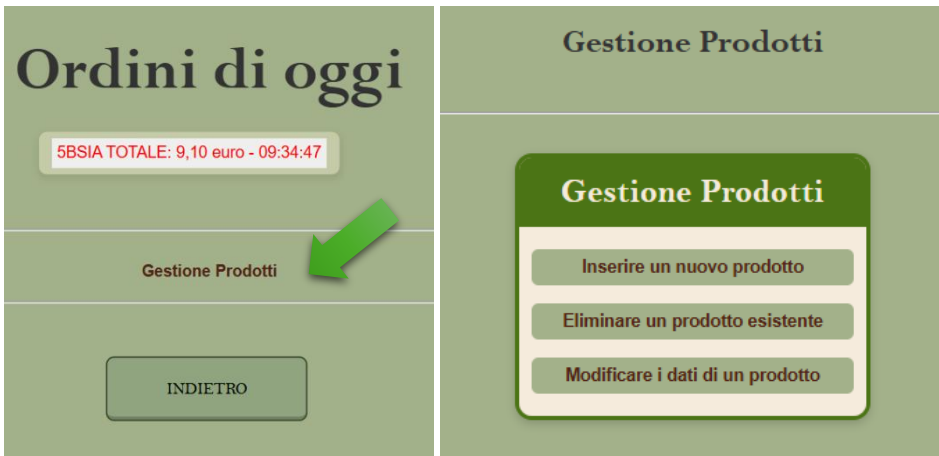 Ordini di oggi
5BSIA TOTALE: 9,10 euro - 09:34:47
Gestione Prodotti
INDIETRO
Gestione Prodotti
Gestione Prodotti
Inserire un nuovo prodotto
Eliminare un prodotto esistente
Modificare i dati di un prodotto